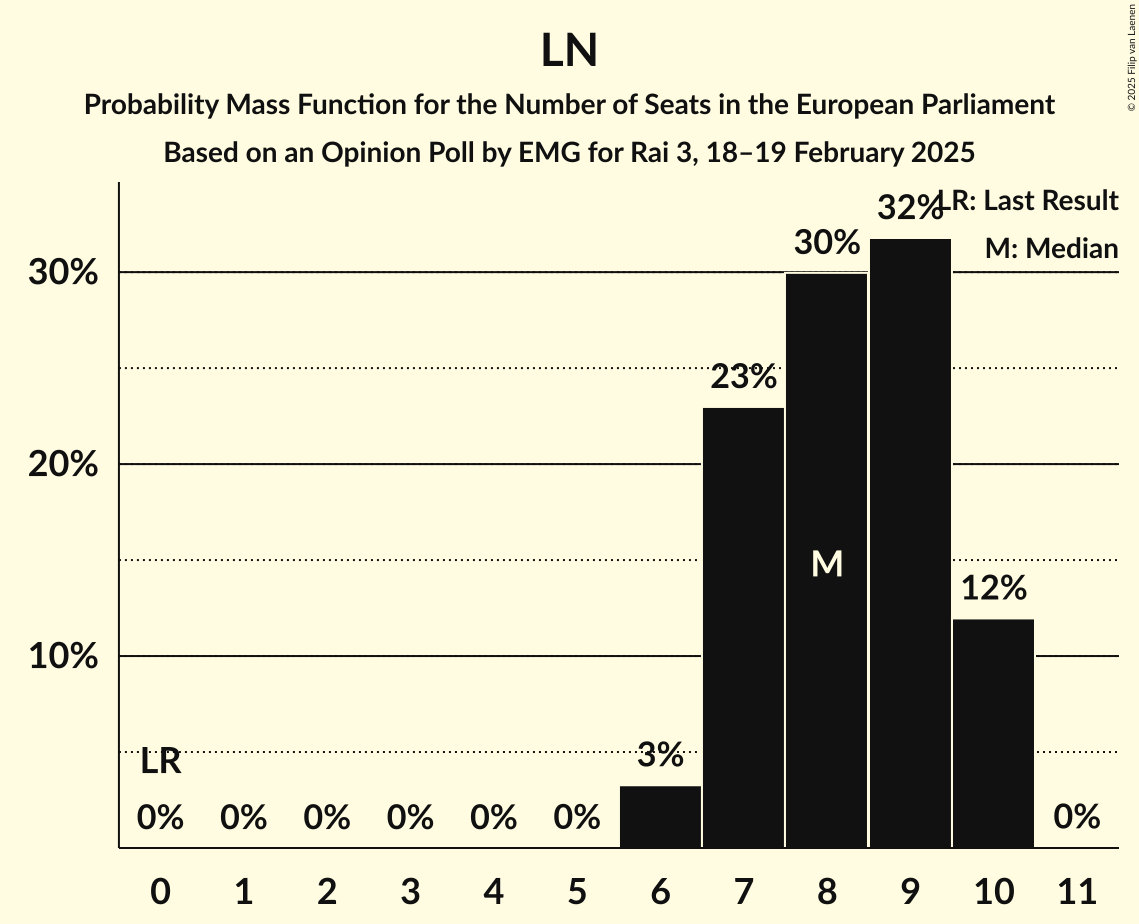 LN
Probability Mass Function for the Number of Seats in the European Parliament
Based on an Opinion Poll by EMG for Rai 3, 18–19 February 2025
© 2025 Filip van Laenen
LR: Last Result
M: Median
30%
20%
10%
LR
0%
0%
0%
0%
0%
0%
3%
23%
30%
32%
12%
0%
M
0 1 2 3 4 5 6 7 8 9 10 11